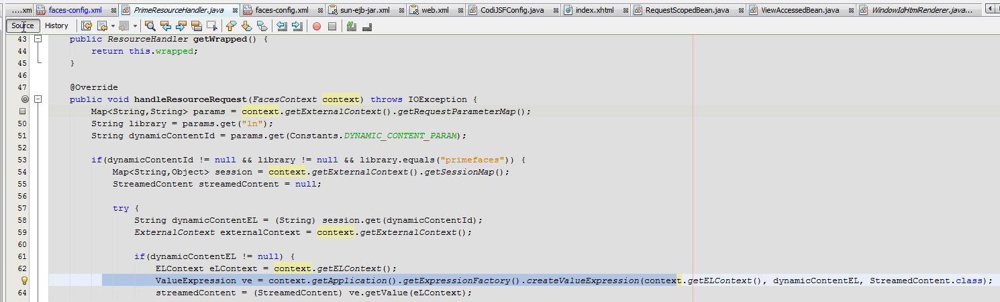 ....xm faces-config.xml PrimeResourceHandler.java faces-config.xml sun-ejb-jar.xml web.xml CodiJSFConfig.java index.xhtml RequestScopedBean.java ViewAccessedBean.java WindowIdHtmlRenderer.java...
Source History
43 public ResourceHandler getWrapped() {
44 return this.wrapped;
45 }
46
47 @Override
public void handleResourceRequest(FacesContext context) throws IOException {
Map<String,String> params = context.getExternalContext().getRequestParameterMap();
50 String library = params.get("ln");
51 String dynamicContentId = params.get(Constants.DYNAMIC_CONTENT_PARAM);
52
53 if(dynamicContentId != null && library != null && library.equals("primefaces")) {
54 Map<String,Object> session = context.getExternalContext().getSessionMap();
55 StreamedContent streamedContent = null;
56
57 try {
58 String dynamicContentEL = (String) session.get(dynamicContentId);
59 ExternalContext externalContext = context.getExternalContext();
60
61 if(dynamicContentEL != null) {
62 ELContext eLContext = context.getELContext();
ValueExpression ve = context.getApplication().getExpressionFactory().createValueExpression(context.getELContext(), dynamicContentEL, StreamedContent.class);
64 streamedContent = (StreamedContent) ve.getValue(eLContext);